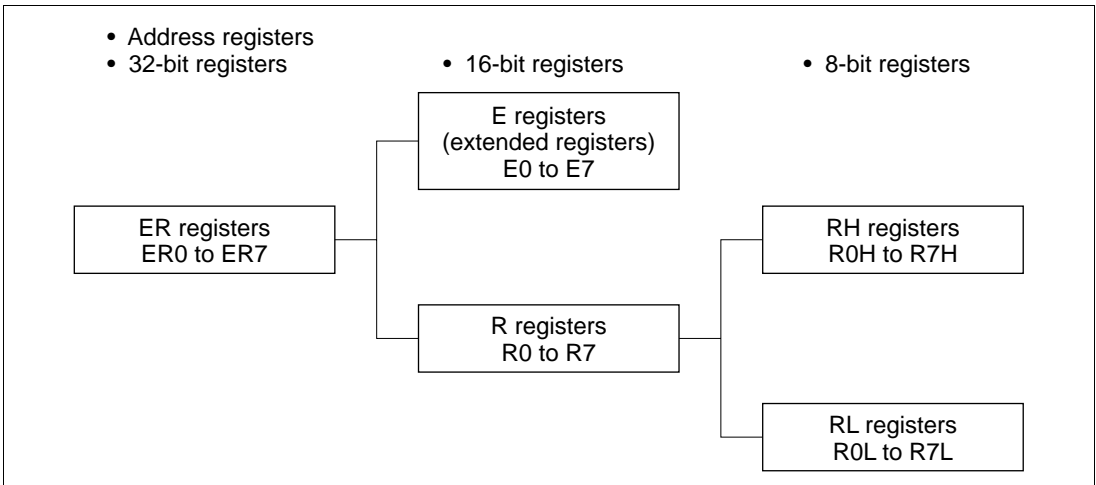 • Address registers
• 32-bit registers
• 16-bit registers
• 8-bit registers
E registers
(extended registers)
E0 to E7
ER registers
ER0 to ER7
RH registers
R0H to R7H
R registers
R0 to R7
RL registers
R0L to R7L